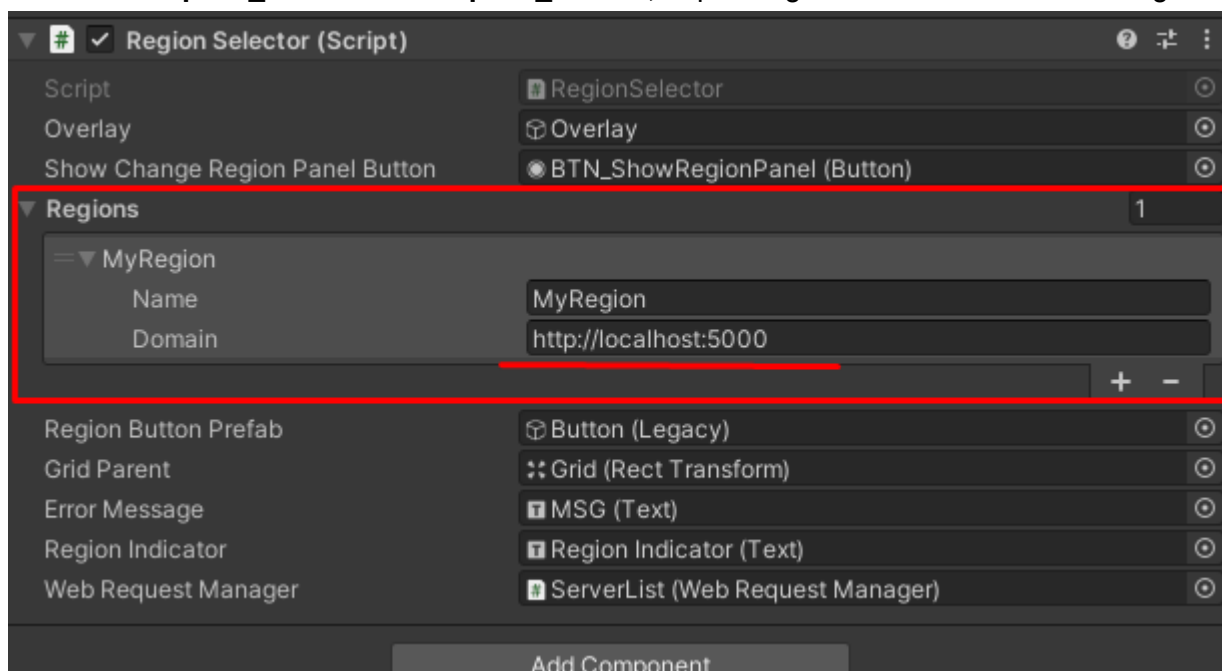 Region Selector (Script)
Script RegionSelector
Overlay Overlay
Show Change Region Panel Button BTN_ShowRegionPanel (Button)
Regions 1
MyRegion
Name MyRegion
Domain http://localhost:5000
+ −
Region Button Prefab Button (Legacy)
Grid Parent Grid (Rect Transform)
Error Message MSG (Text)
Region Indicator Region Indicator (Text)
Web Request Manager ServerList (Web Request Manager)
Add Component